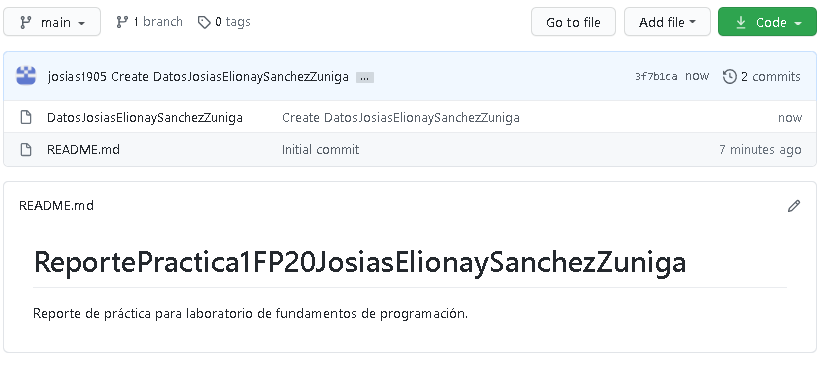 main 1 branch 0 tags Go to file Add file Code
josias1905 Create DatosJosiasElionaySanchezZuniga ... 3f7b1ca now 2 commits
DatosJosiasElionaySanchezZuniga Create DatosJosiasElionaySanchezZuniga now
README.md Initial commit 7 minutes ago
README.md
ReportePractica1FP20JosiasElionaySanchezZuniga
Reporte de práctica para laboratorio de fundamentos de programación.